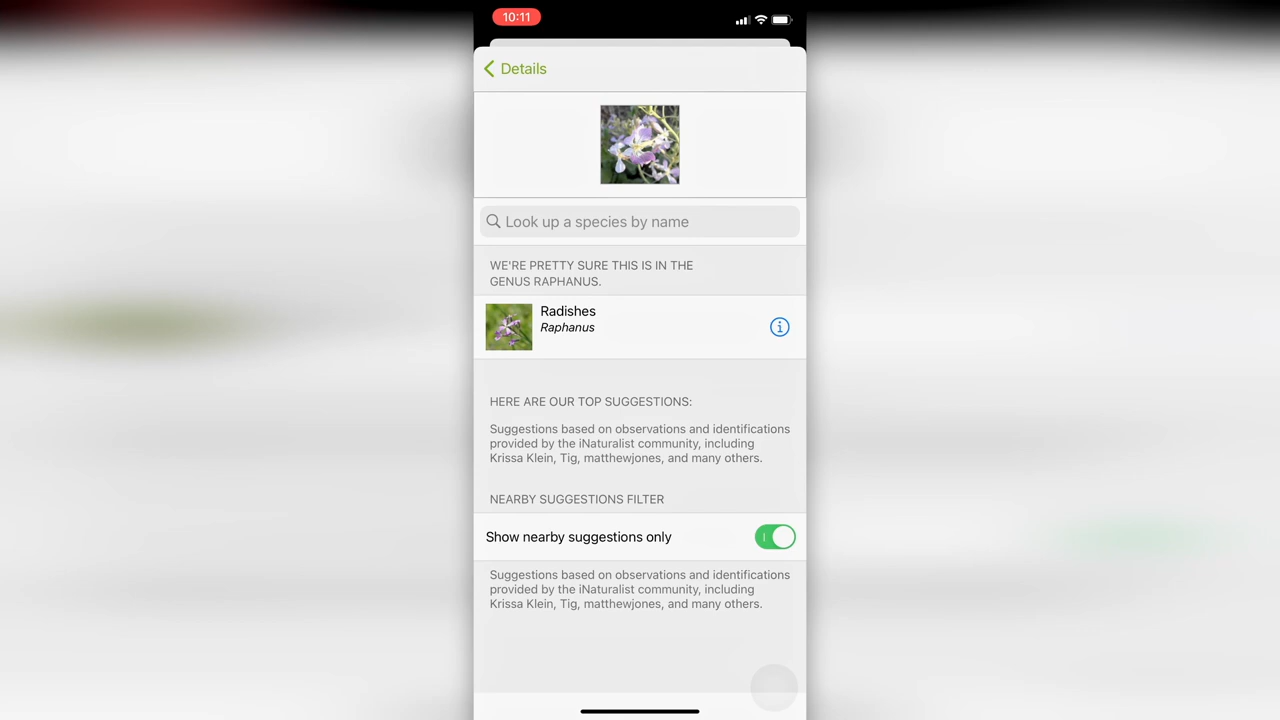 10:11
Details
Look up a species by name
WE'RE PRETTY SURE THIS IS IN THE
GENUS RAPHANUS.
Radishes
Raphanus
HERE ARE OUR TOP SUGGESTIONS:
Suggestions based on observations and identifications
provided by the iNaturalist community, including
Krissa Klein, Tig, matthewjones, and many others.
NEARBY SUGGESTIONS FILTER
Show nearby suggestions only
Suggestions based on observations and identifications
provided by the iNaturalist community, including
Krissa Klein, Tig, matthewjones, and many others.